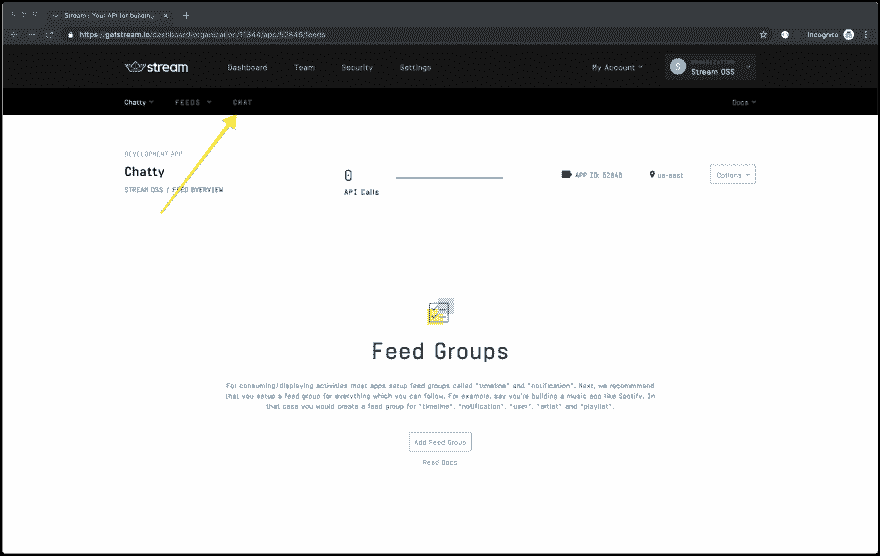 Stream: Your API for building
https://getstream.io/dashboard/organization/31344/app/52848/feeds
Incognito
stream
Dashboard
Team
Security
Settings
My Account
S
ORGANIZATION
Stream OSS
Chatty
FEEDS
CHAT
Docs
DEVELOPMENT APP
Chatty
STREAM OSS / FEED OVERVIEW
0
API Calls
APP ID: 52848
us-east
Options
Feed Groups
For consuming/displaying activities most apps setup feed groups called "timeline" and "notification". Next, we recommend
that you setup a feed group for everything which you can follow. For example, say you're building a music app like Spotify. In
that case you would create a feed group for "timeline", "notification", "user", "artist" and "playlist".
Add Feed Group
Read Docs